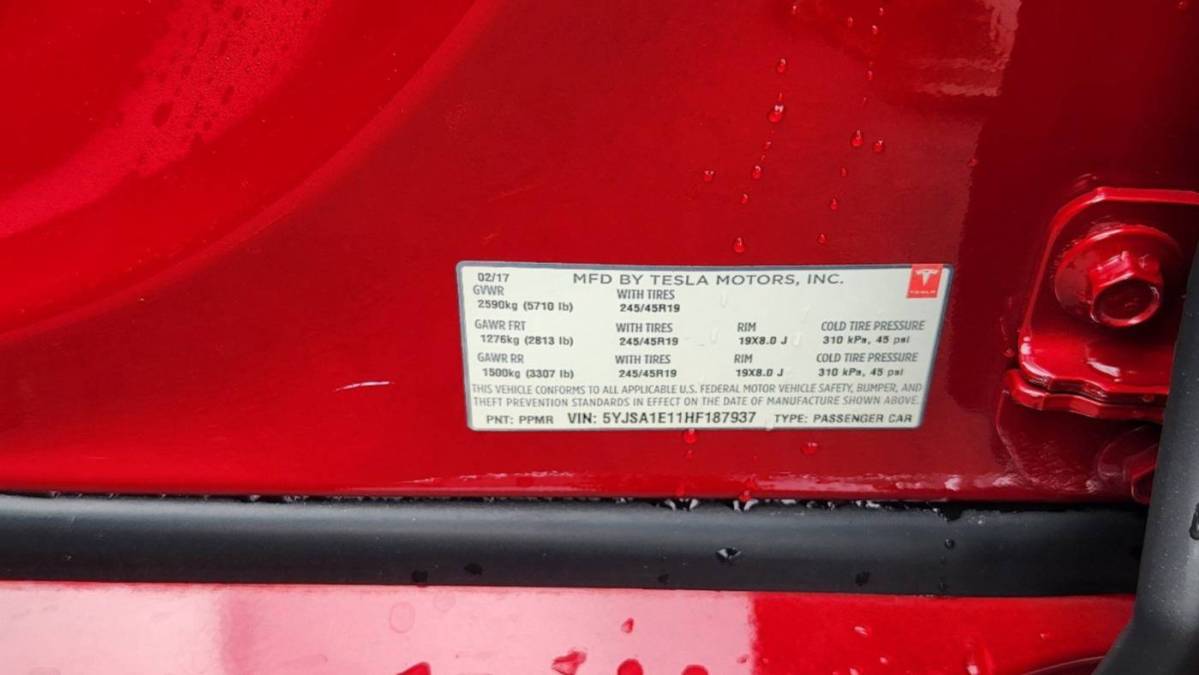 02/17 MFD BY TESLA MOTORS, INC.
GVWR WITH TIRES
2590kg (5710 lb) 245/45R19
GAWR FRT WITH TIRES RIM COLD TIRE PRESSURE
1276kg (2813 lb) 245/45R19 19X8.0 J 310 kPa, 45 psi
GAWR RR WITH TIRES RIM COLD TIRE PRESSURE
1500kg (3307 lb) 245/45R19 19X8.0 J 310 kPa, 45 psi
THIS VEHICLE CONFORMS TO ALL APPLICABLE U.S. FEDERAL MOTOR VEHICLE SAFETY, BUMPER, AND
THEFT PREVENTION STANDARDS IN EFFECT ON THE DATE OF MANUFACTURE SHOWN ABOVE.
PNT: PPMR VIN: 5YJSA1E11HF187937 TYPE: PASSENGER CAR
TESLA